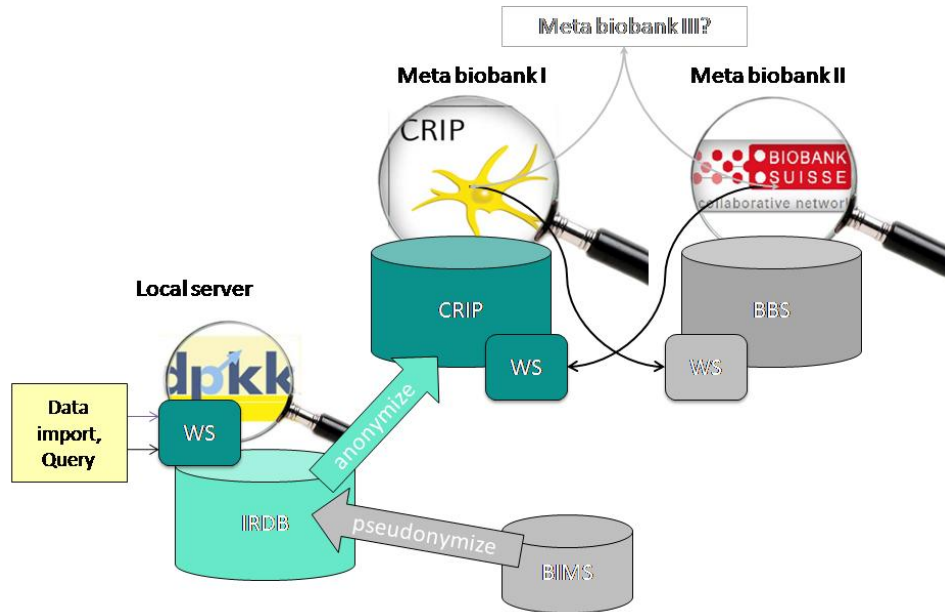 Meta biobank III?
Meta biobank I
Meta biobank II
CRIP
BIOBANK
SUISSE
collaborative network
CRIP
BBS
WS
WS
Local server
dpkk
WS
Data
import,
Query
anonymize
IRDB
pseudonymize
BIMS